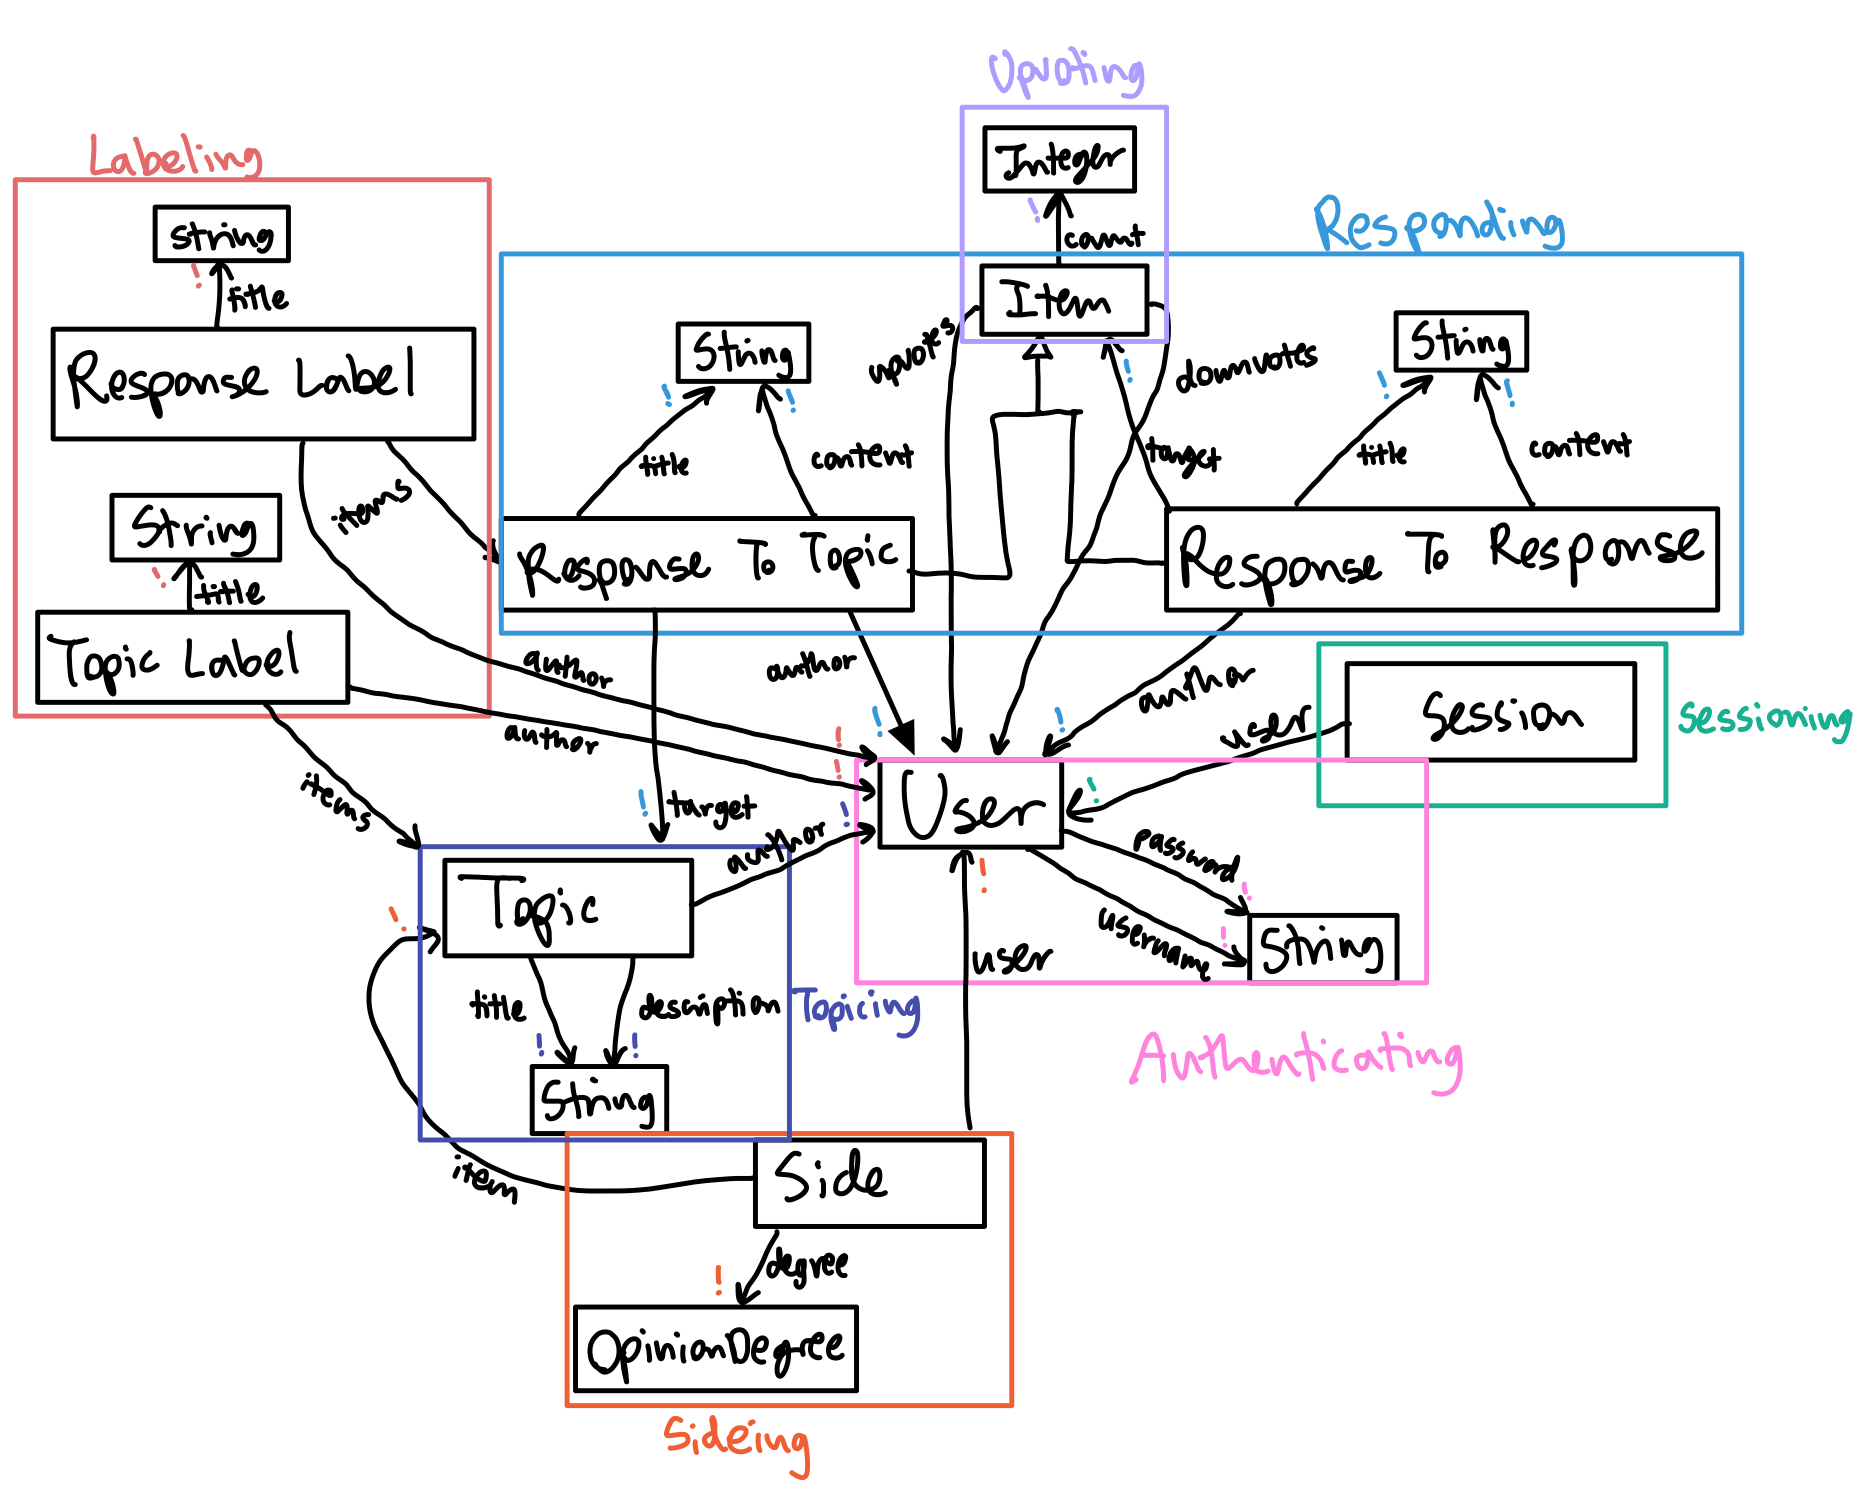 Upvoting
Integer
!
count
Labeling
string
!
title
Response Label
items
String
!
title
Topic Label
author
author
items
Responding
Item
upvotes
downvotes
!
target
String
!
!
title
content
Response To Topic
String
!
!
title
content
Response To Response
author
!
author
!
target
!
!
!
author
!
Sessioning
Session
user
!
User
password
!
username
!
String
Authenticating
Topic
!
title
description
!
!
String
Topicing
!
user
item
Side
degree
!
OpinionDegree
Sideing